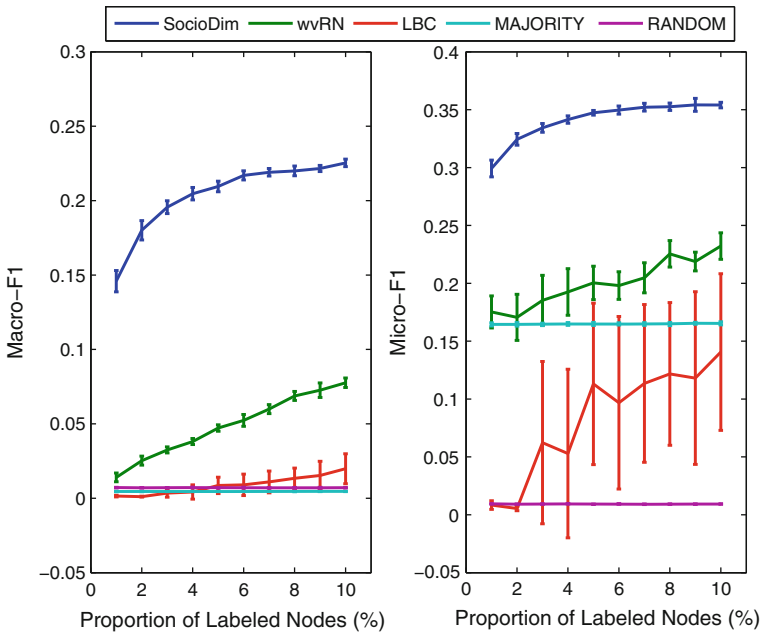 SocioDim wvRN LBC MAJORITY RANDOM
0.3
0.25
0.2
0.15
0.1
0.05
0
−0.05
0 2 4 6 8 10
Macro−F1
Proportion of Labeled Nodes (%)
0.4
0.35
0.3
0.25
0.2
0.15
0.1
0.05
0
−0.05
0 2 4 6 8 10
Micro−F1
Proportion of Labeled Nodes (%)